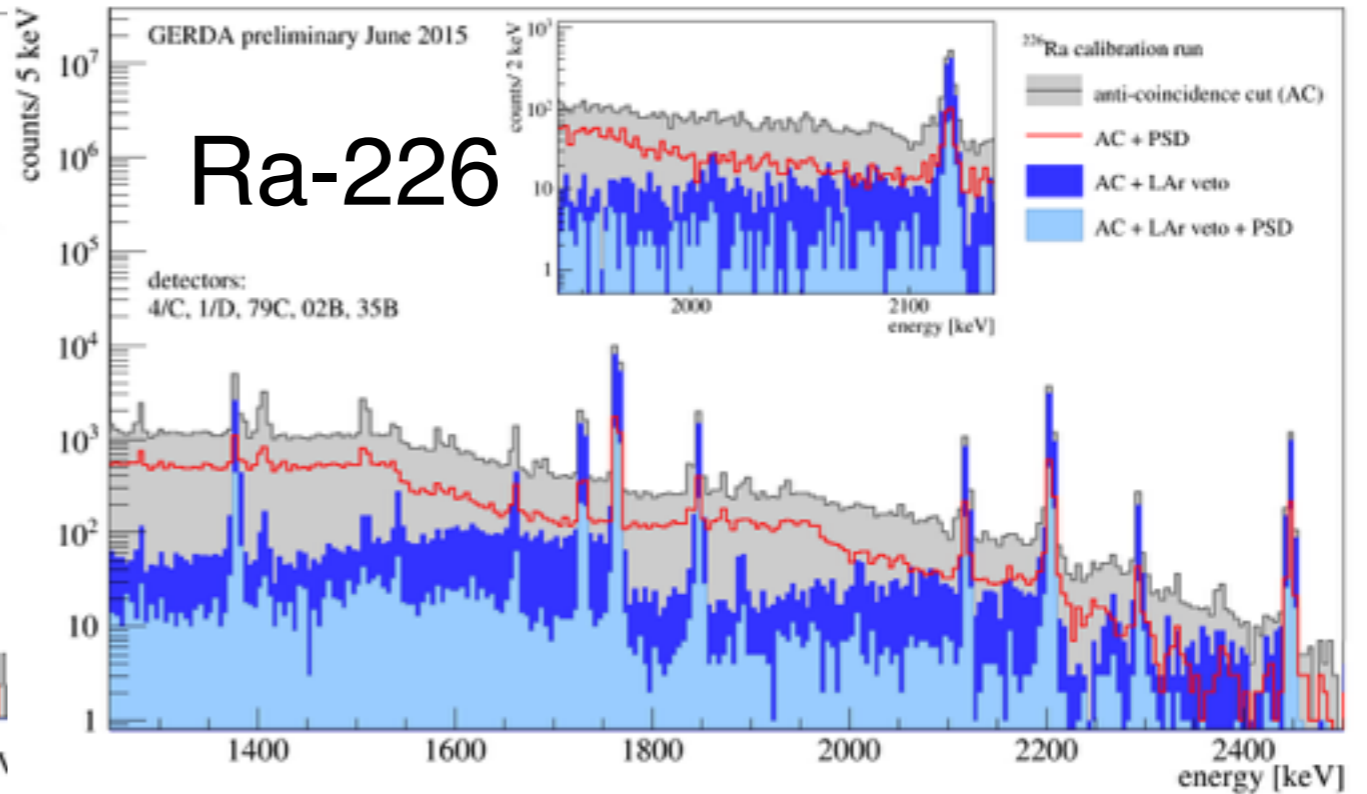 GERDA preliminary June 2015
Ra-226
detectors:
4/C, 1/D, 79C, 02B, 35B
counts/ 5 keV
10⁷
10⁶
10⁵
10⁴
10³
10²
10
1
1400 1600 1800 2000 2200 2400
energy [keV]
counts/ 2 keV
10³
10²
10
1
2000 2100
energy [keV]
²²⁶Ra calibration run
anti-coincidence cut (AC)
AC + PSD
AC + LAr veto
AC + LAr veto + PSD